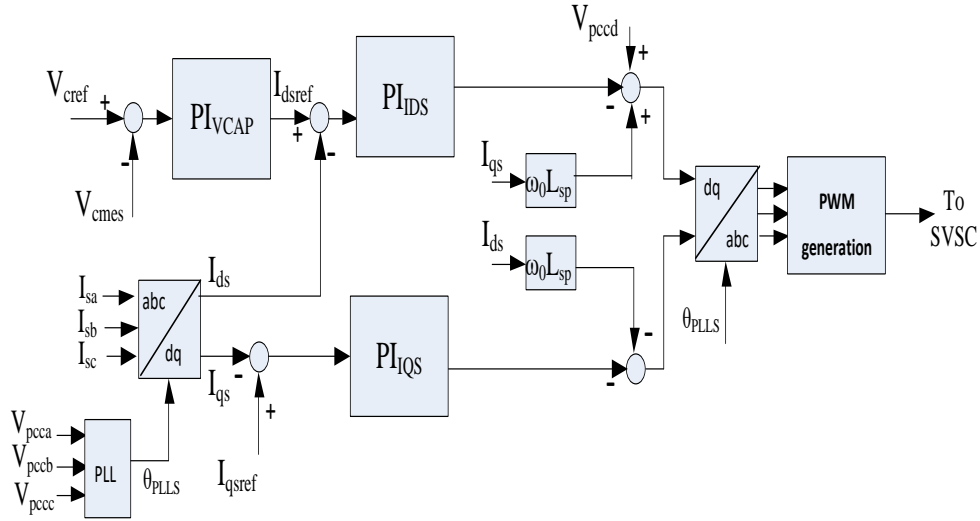 V_pccd
+
V_cref
+
-
V_cmes
PI_VCAP
I_dsref
+
-
PI_IDS
-
+
I_qs
ω₀L_sp
I_ds
ω₀L_sp
-
-
dq
abc
θ_PLLS
PWM
generation
To
SVSC
I_sa
I_sb
I_sc
abc
dq
I_ds
I_qs
-
+
I_qsref
PI_IQS
V_pcca
V_pccb
V_pccc
PLL
θ_PLLS